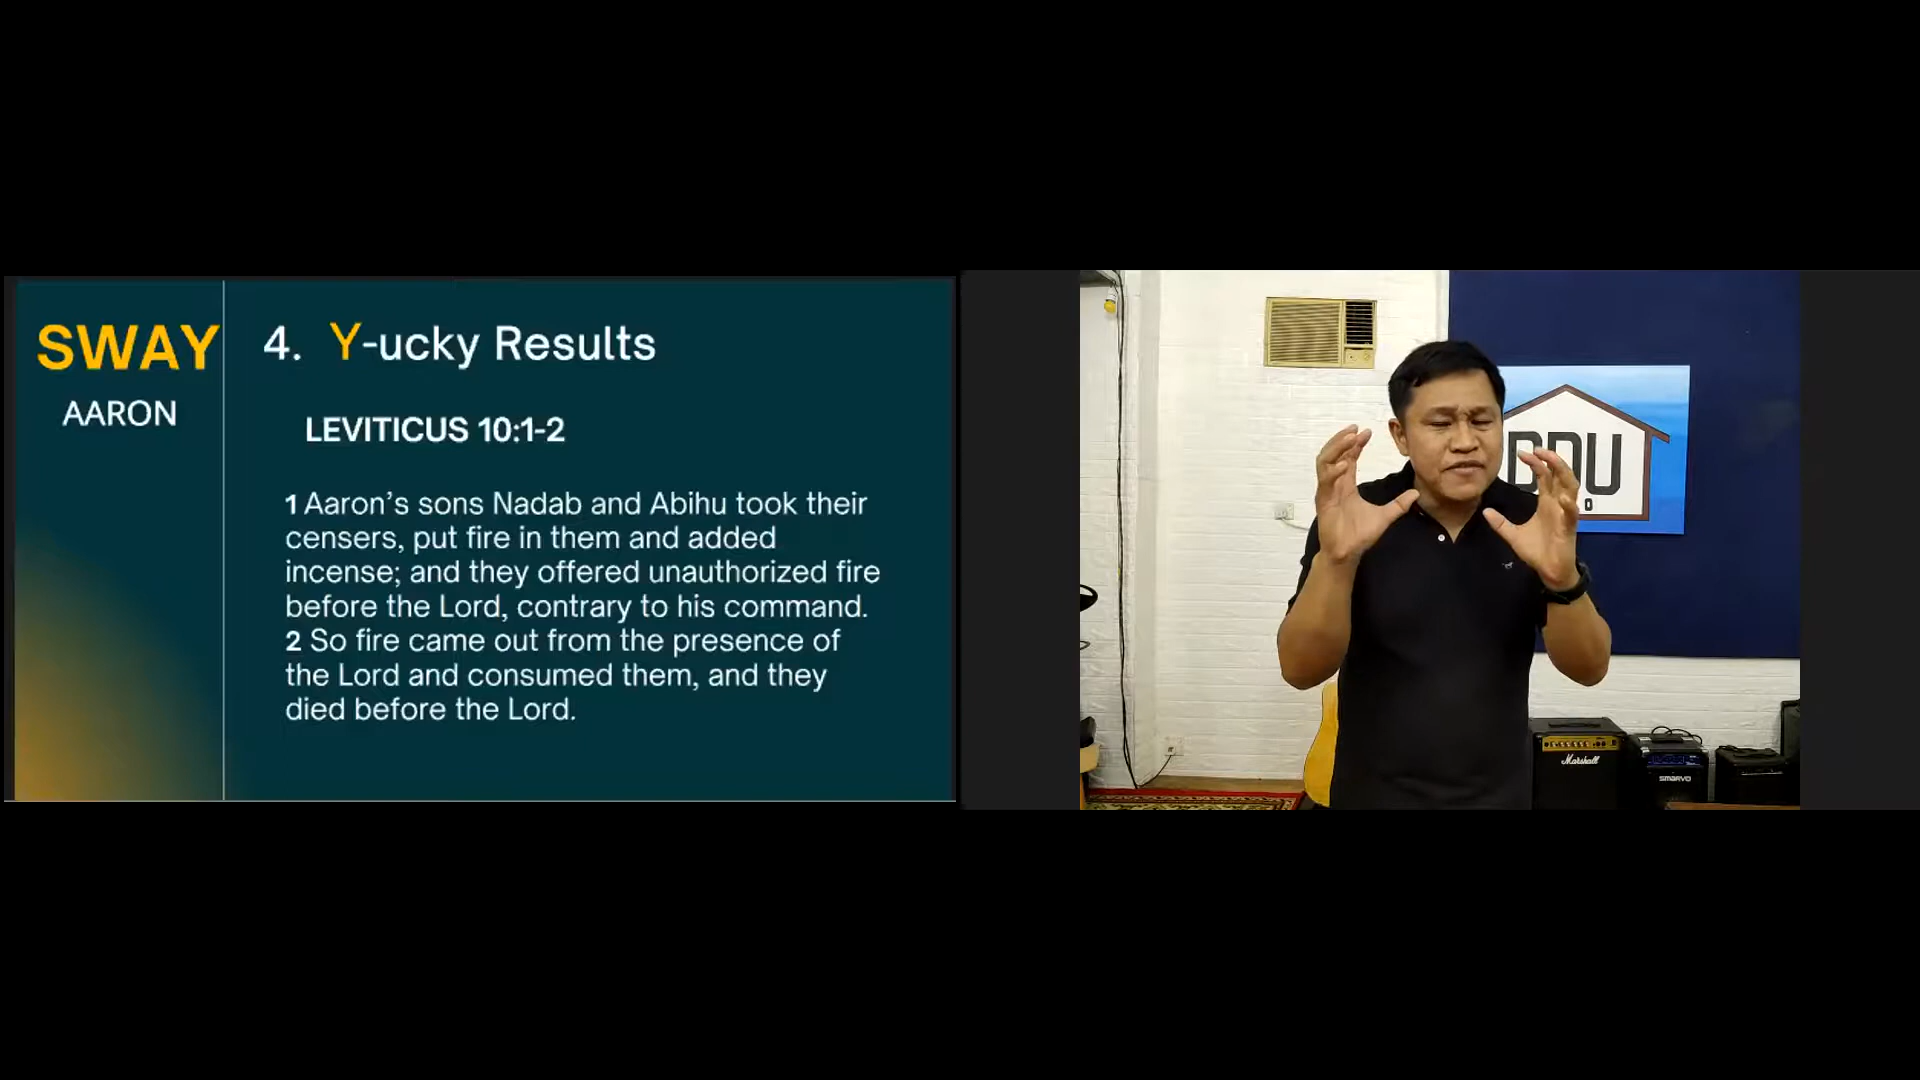 SWAY
AARON
4. Y-ucky Results
LEVITICUS 10:1-2
1 Aaron’s sons Nadab and Abihu took their
censers, put fire in them and added
incense; and they offered unauthorized fire
before the Lord, contrary to his command.
2 So fire came out from the presence of
the Lord and consumed them, and they
died before the Lord.
Marshall
SMARVO